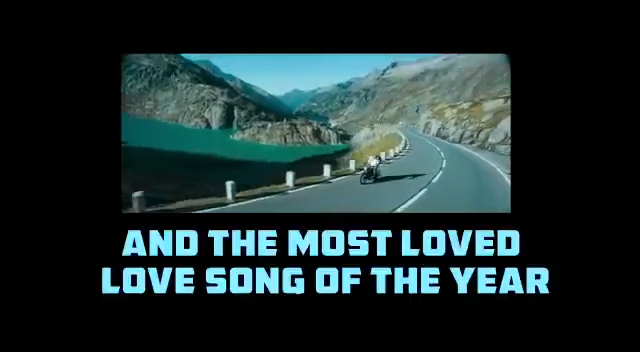 AND THE MOST LOVED
LOVE SONG OF THE YEAR